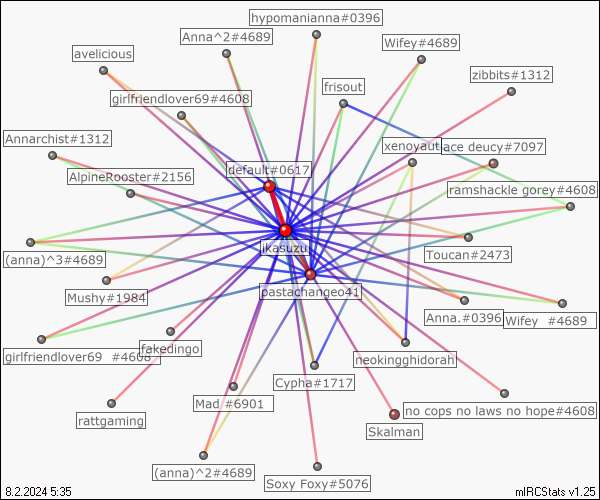 hypomanianna#0396
Anna^2#4689
Wifey#4689
avelicious
zibbits#1312
frisout
girlfriendlover69#4608
Annarchist#1312
xenoyaut
ace deucy#7097
default#0617
AlpineRooster#2156
ramshackle gorey#4608
jkasuzu
Toucan#2473
(anna)^3#4689
pastachangeo41
Mushy#1984
Anna.#0396
Wifey #4689
girlfriendlover69 #4608
fakedingo
neokingghidorah
Cypha#1717
Mad #6901
no cops no laws no hope#4608
rattgaming
Skalman
(anna)^2#4689
Soxy Foxy#5076
8.2.2024 5:35
mIRCStats v1.25